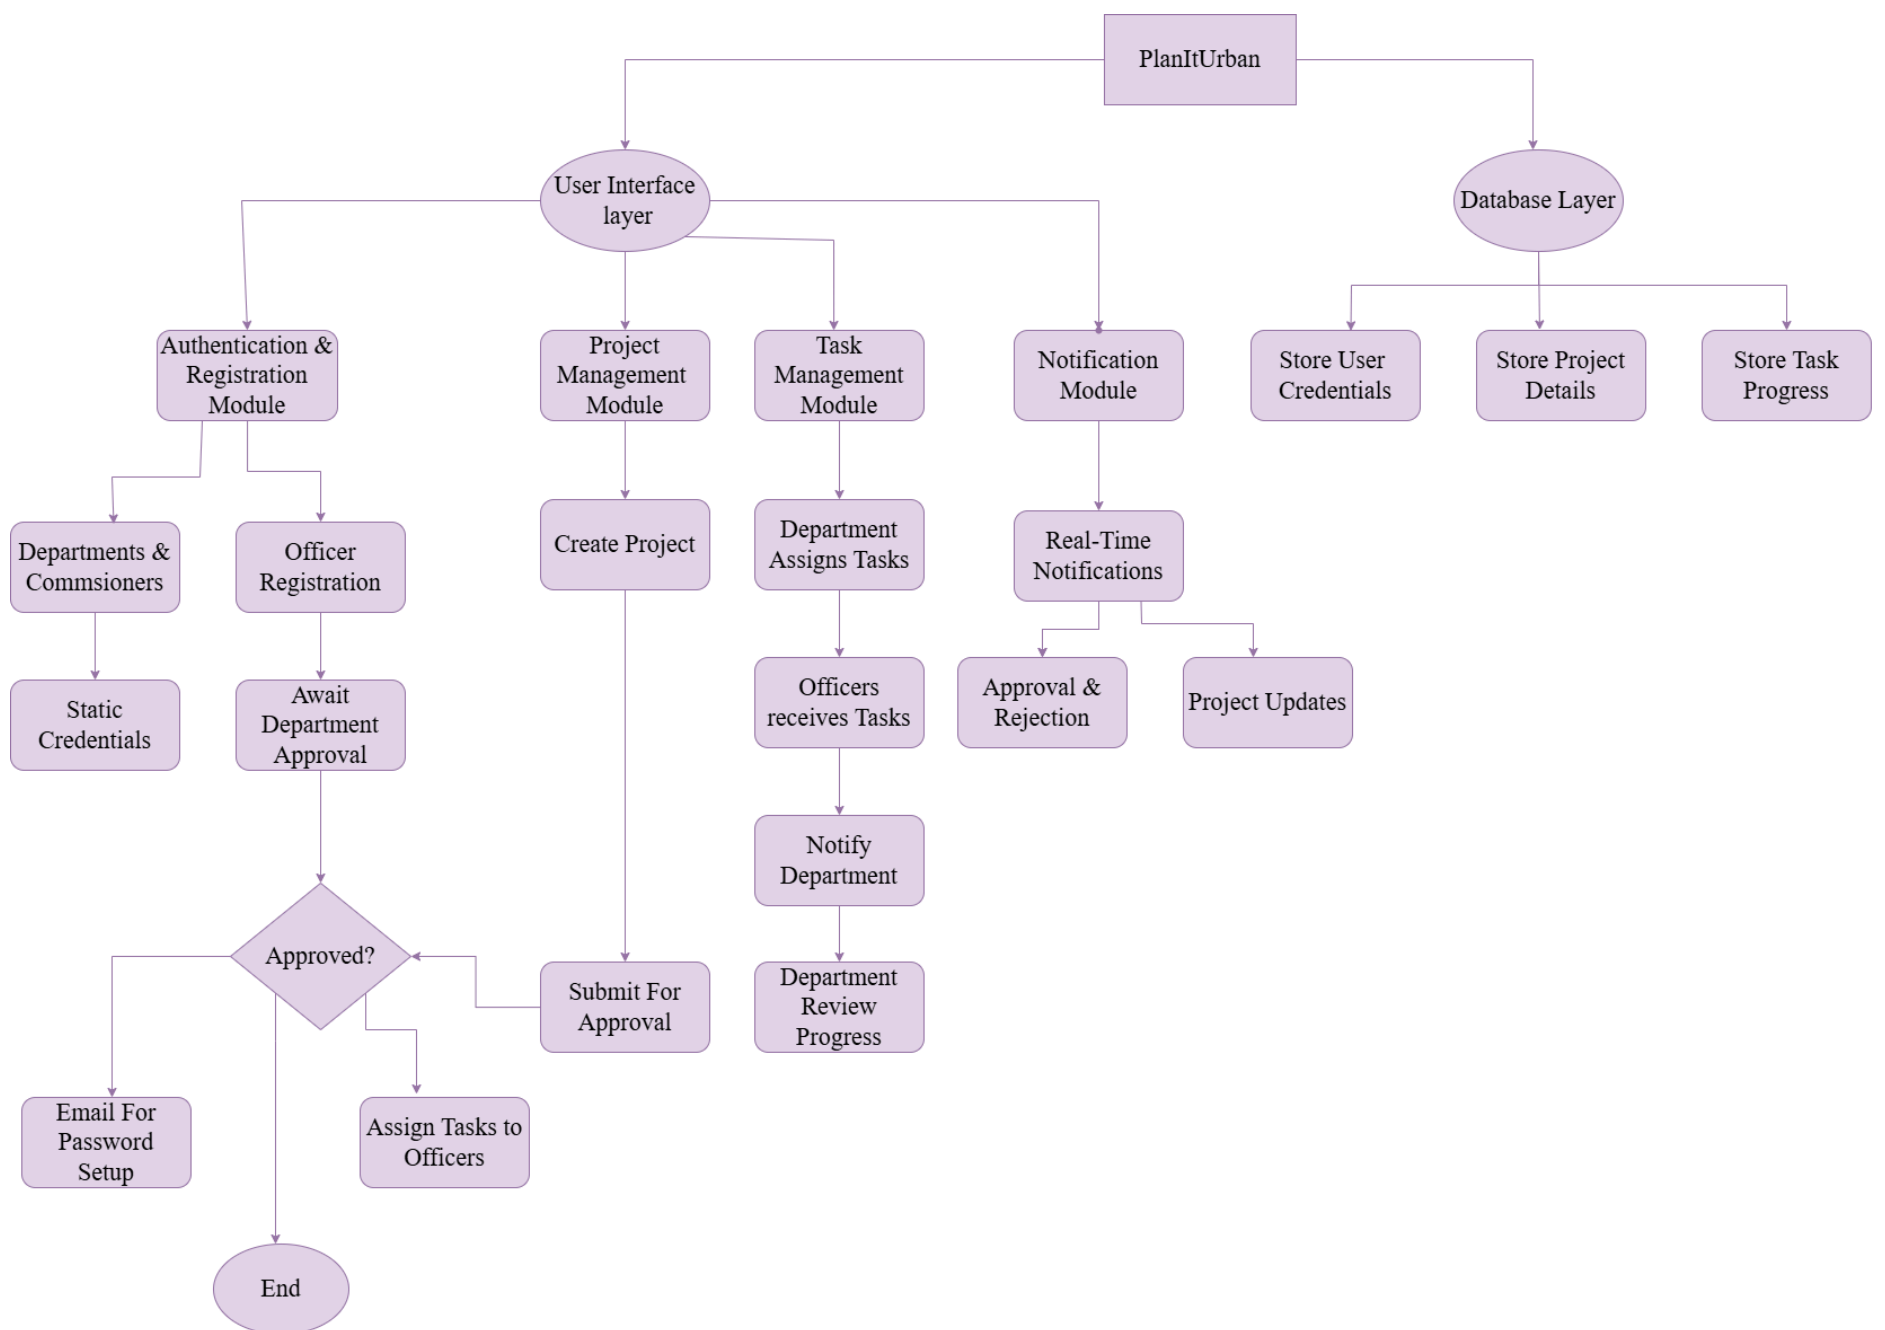 PlanItUrban
User Interface
layer
Database Layer
Authentication &
Registration
Module
Project
Management
Module
Task
Management
Module
Notification
Module
Store User
Credentials
Store Project
Details
Store Task
Progress
Departments &
Commsioners
Officer
Registration
Create Project
Department
Assigns Tasks
Real-Time
Notifications
Static
Credentials
Await
Department
Approval
Officers
receives Tasks
Approval &
Rejection
Project Updates
Notify
Department
Approved?
Submit For
Approval
Department
Review
Progress
Email For
Password
Setup
Assign Tasks to
Officers
End